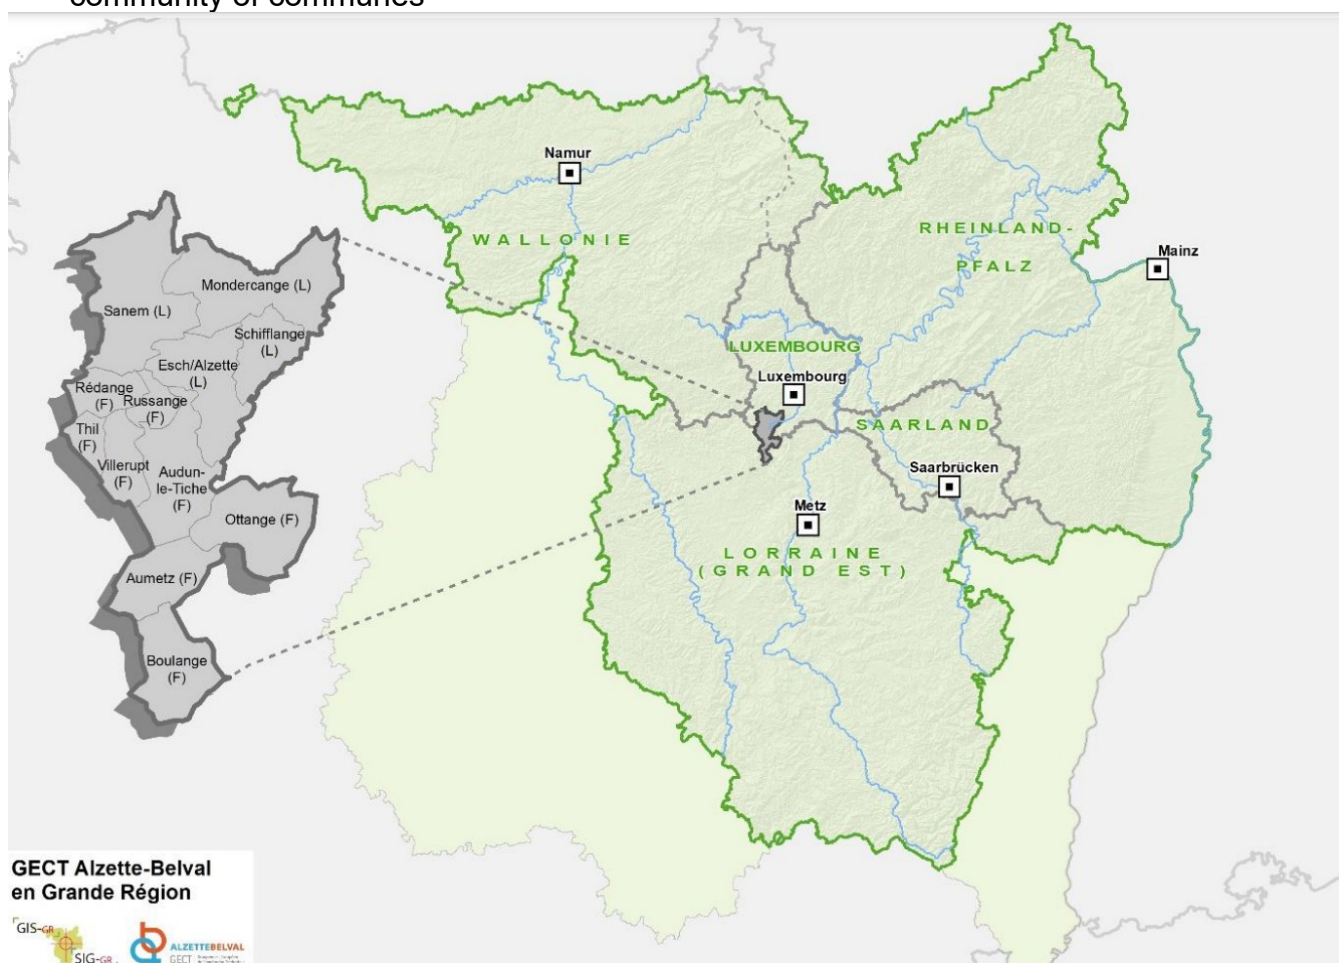 community of communes
Namur
WALLONIE
RHEINLAND-
PFALZ
Mainz
Mondercange (L)
Sanem (L)
Schifflange
(L)
Esch/Alzette
(L)
LUXEMBOURG
Luxembourg
Rédange
(F)
Russange
(F)
Thil
(F)
Villerupt
(F)
Audun-
le-Tiche
(F)
SAARLAND
Saarbrücken
Metz
Ottange (F)
LORRAINE
(GRAND EST)
Aumetz (F)
Boulange
(F)
GECT Alzette-Belval
en Grande Région
GIS-GR
SIG-GR
ALZETTEBELVAL
GECT